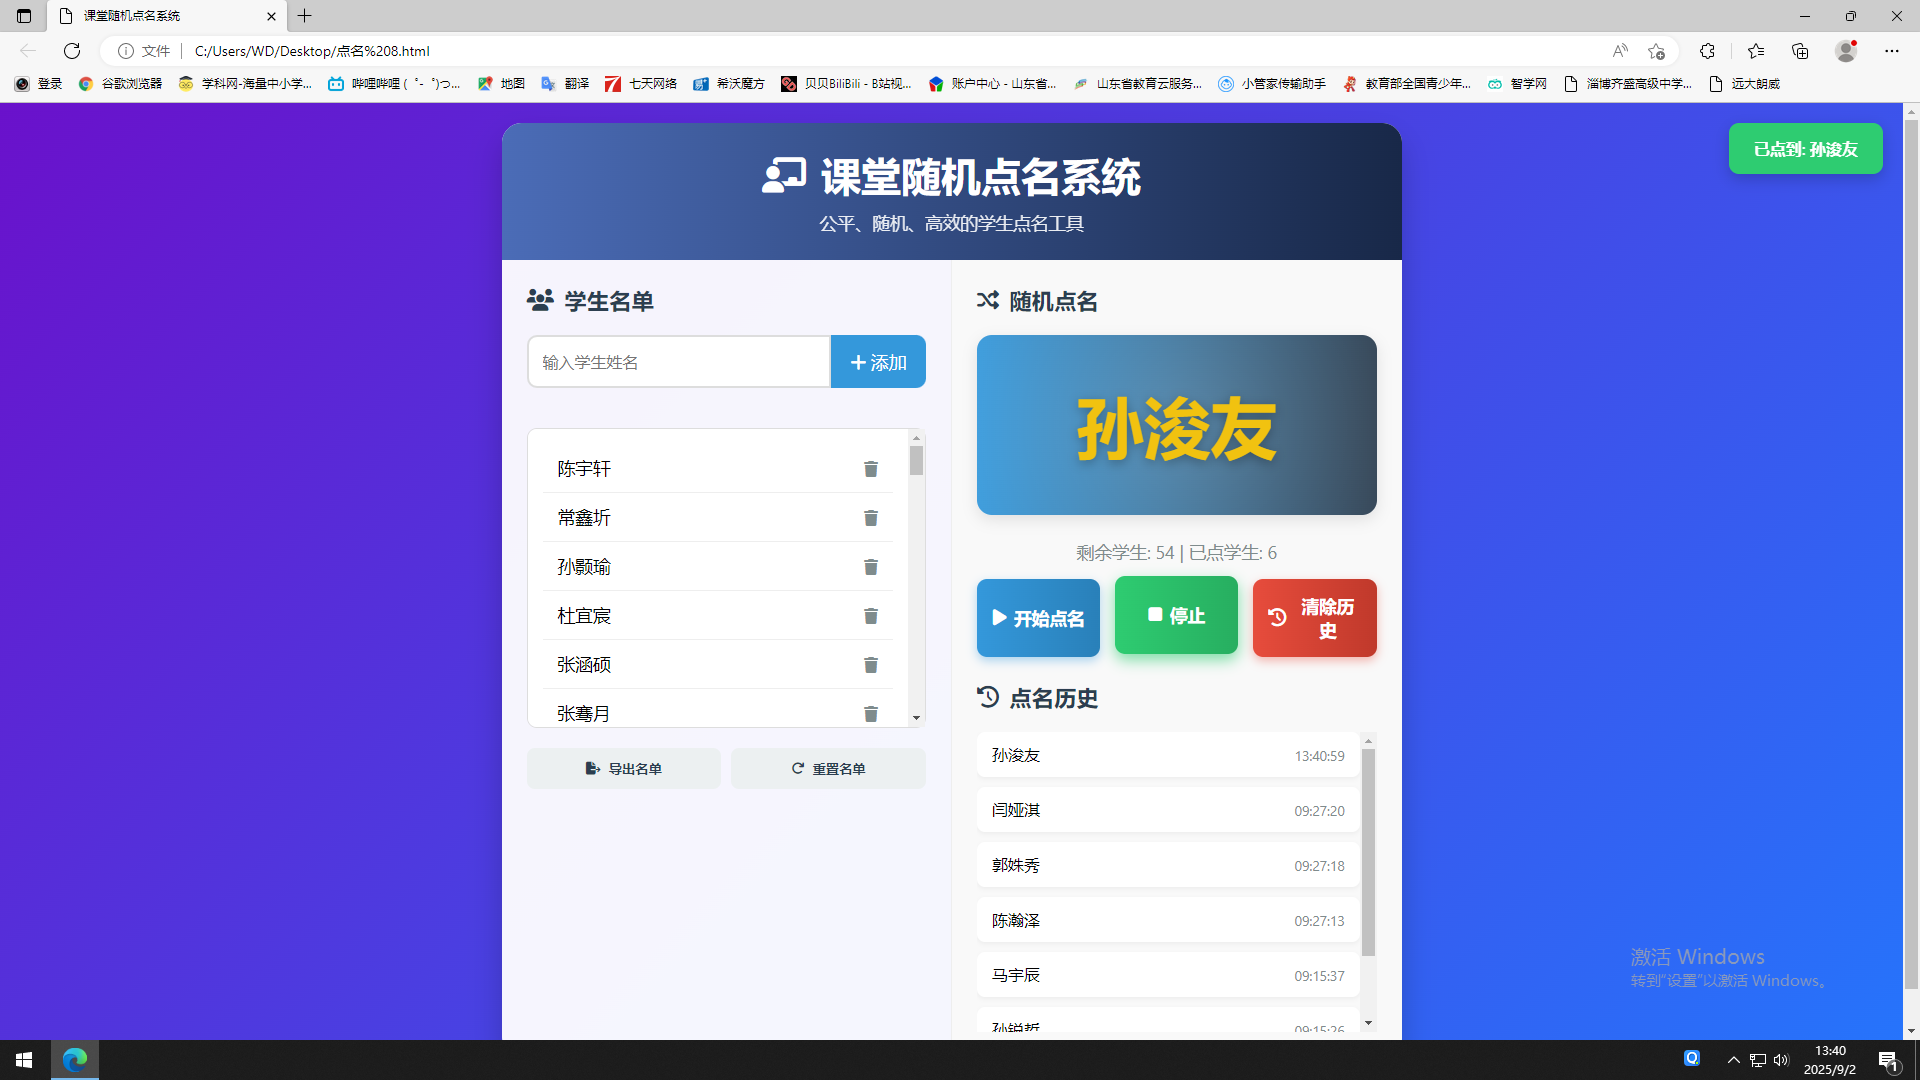 课堂随机点名系统
文件
C:/Users/WD/Desktop/点名%208.html
登录
谷歌浏览器
学科网-海量中小学...
哔哩哔哩 (゜-゜)つ...
地图
翻译
七天网络
希沃魔方
贝贝BiliBili - B站视...
账户中心 - 山东省...
山东省教育云服务...
小管家传输助手
教育部全国青少年...
智学网
淄博齐盛高级中学...
远大朗威
已点到: 孙浚友
课堂随机点名系统
公平、随机、高效的学生点名工具
学生名单
输入学生姓名
添加
陈宇轩
常鑫圻
孙颢瑜
杜宜宸
张涵硕
张骞月
导出名单
重置名单
随机点名
孙浚友
剩余学生: 54 | 已点学生: 6
开始点名
停止
清除历
史
点名历史
孙浚友 13:40:59
闫娅淇 09:27:20
郭姝秀 09:27:18
陈瀚泽 09:27:13
马宇辰 09:15:37
孙锐哲 09:15:26
激活 Windows
转到"设置"以激活 Windows。
13:40
2025/9/2
1